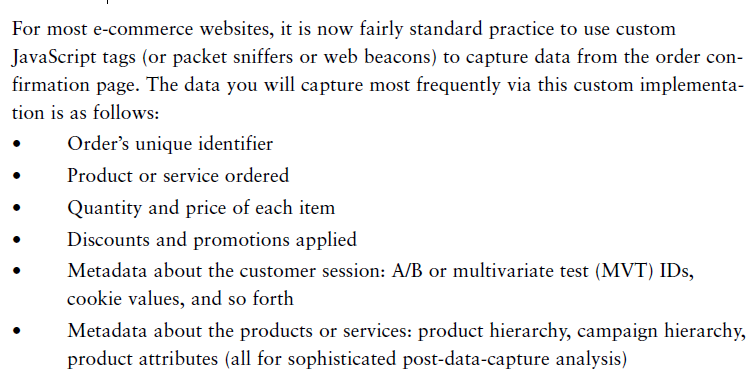 For most e-commerce websites, it is now fairly standard practice to use custom
JavaScript tags (or packet sniffers or web beacons) to capture data from the order con-
firmation page. The data you will capture most frequently via this custom implementa-
tion is as follows:
• Order's unique identifier
• Product or service ordered
• Quantity and price of each item
• Discounts and promotions applied
• Metadata about the customer session: A/B or multivariate test (MVT) IDs,
cookie values, and so forth
• Metadata about the products or services: product hierarchy, campaign hierarchy,
product attributes (all for sophisticated post-data-capture analysis)